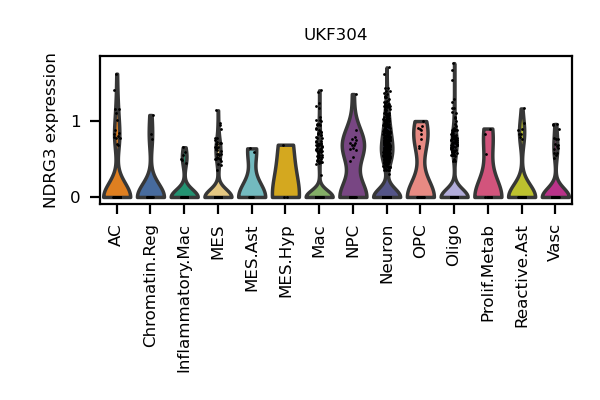 UKF304
NDRG3 expression
1
0
AC
Chromatin.Reg
Inflammatory.Mac
MES
MES.Ast
MES.Hyp
Mac
NPC
Neuron
OPC
Oligo
Prolif.Metab
Reactive.Ast
Vasc